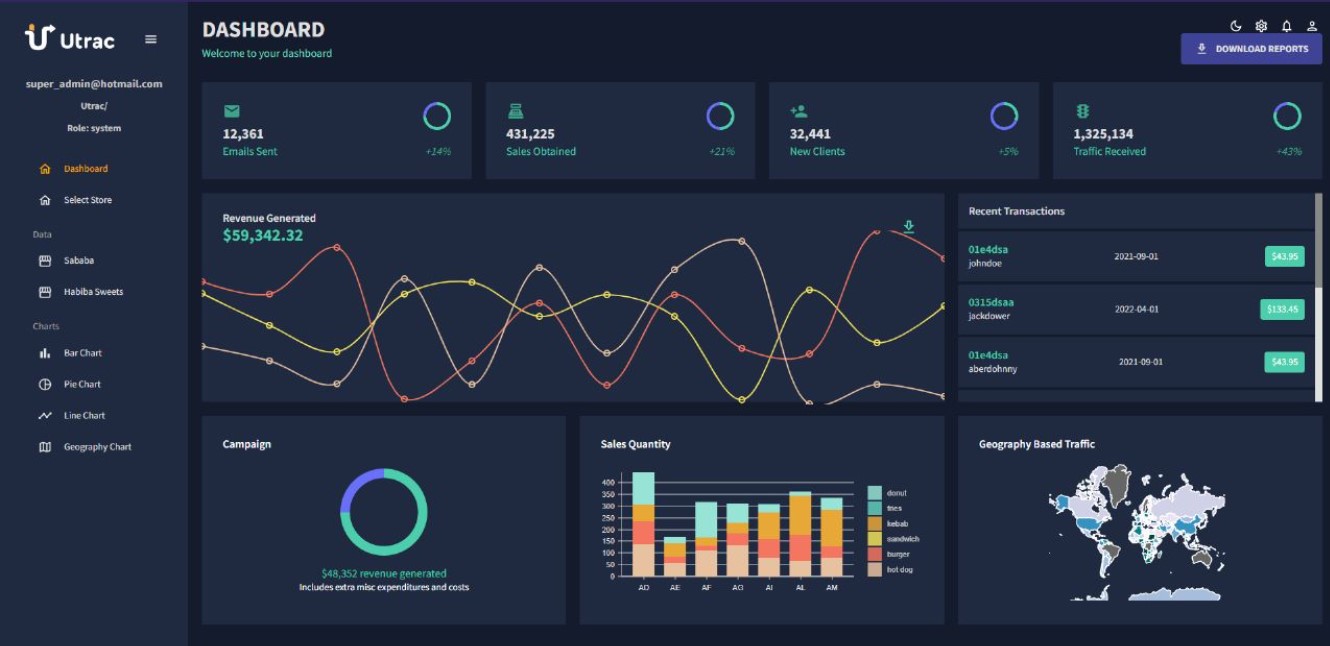 Utrac
super_admin@hotmail.com
Utrac/
Role: system
Dashboard
Select Store
Data
Sababa
Habiba Sweets
Charts
Bar Chart
Pie Chart
Line Chart
Geography Chart
DASHBOARD
Welcome to your dashboard
DOWNLOAD REPORTS
12,361
Emails Sent
+14%
431,225
Sales Obtained
+21%
32,441
New Clients
+5%
1,325,134
Traffic Received
+43%
Revenue Generated
$59,342.32
Recent Transactions
01e4dsa
johndoe
2021-09-01
$43.95
0315dsaa
jackdower
2022-04-01
$133.45
01e4dsa
aberdohnny
2021-09-01
$43.95
Campaign
$48,352 revenue generated
Includes extra misc expenditures and costs
Sales Quantity
400
350
300
250
200
150
100
50
0
AD
AE
AF
AG
AI
AL
AM
donut
fries
kebab
sandwich
burger
hot dog
Geography Based Traffic